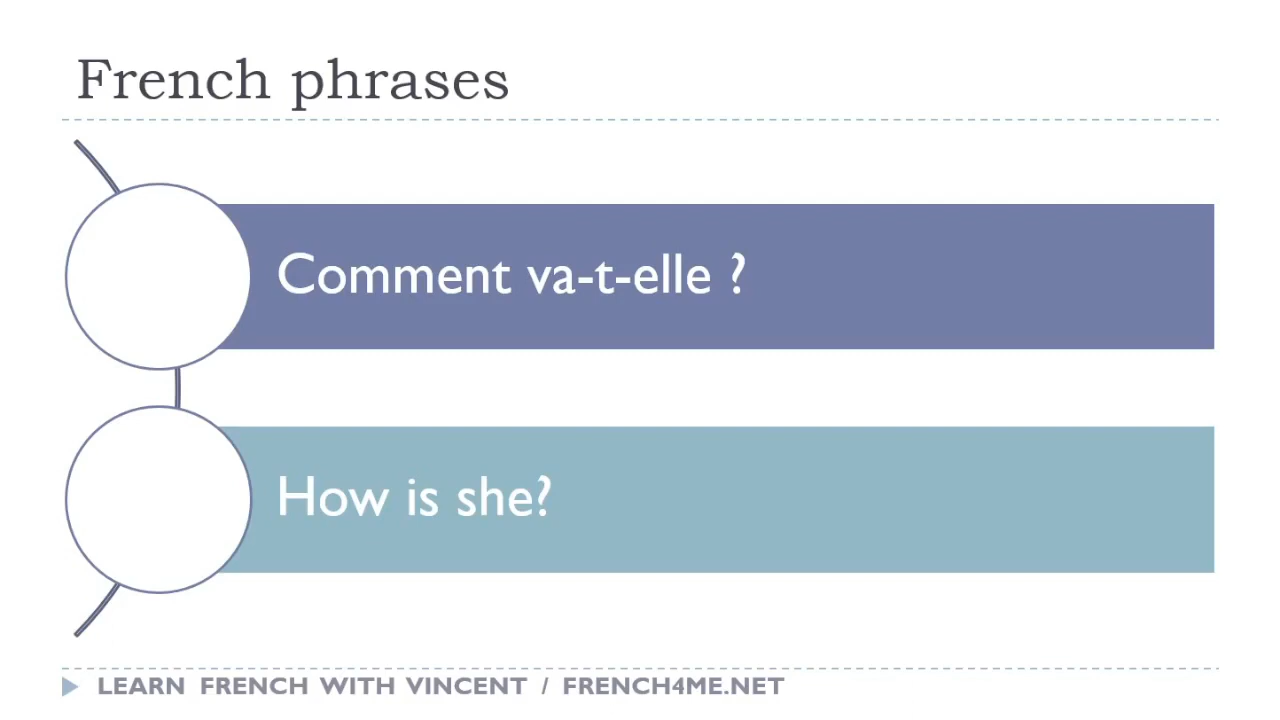 French phrases
Comment va-t-elle ?
How is she?
LEARN FRENCH WITH VINCENT / FRENCH4ME.NET